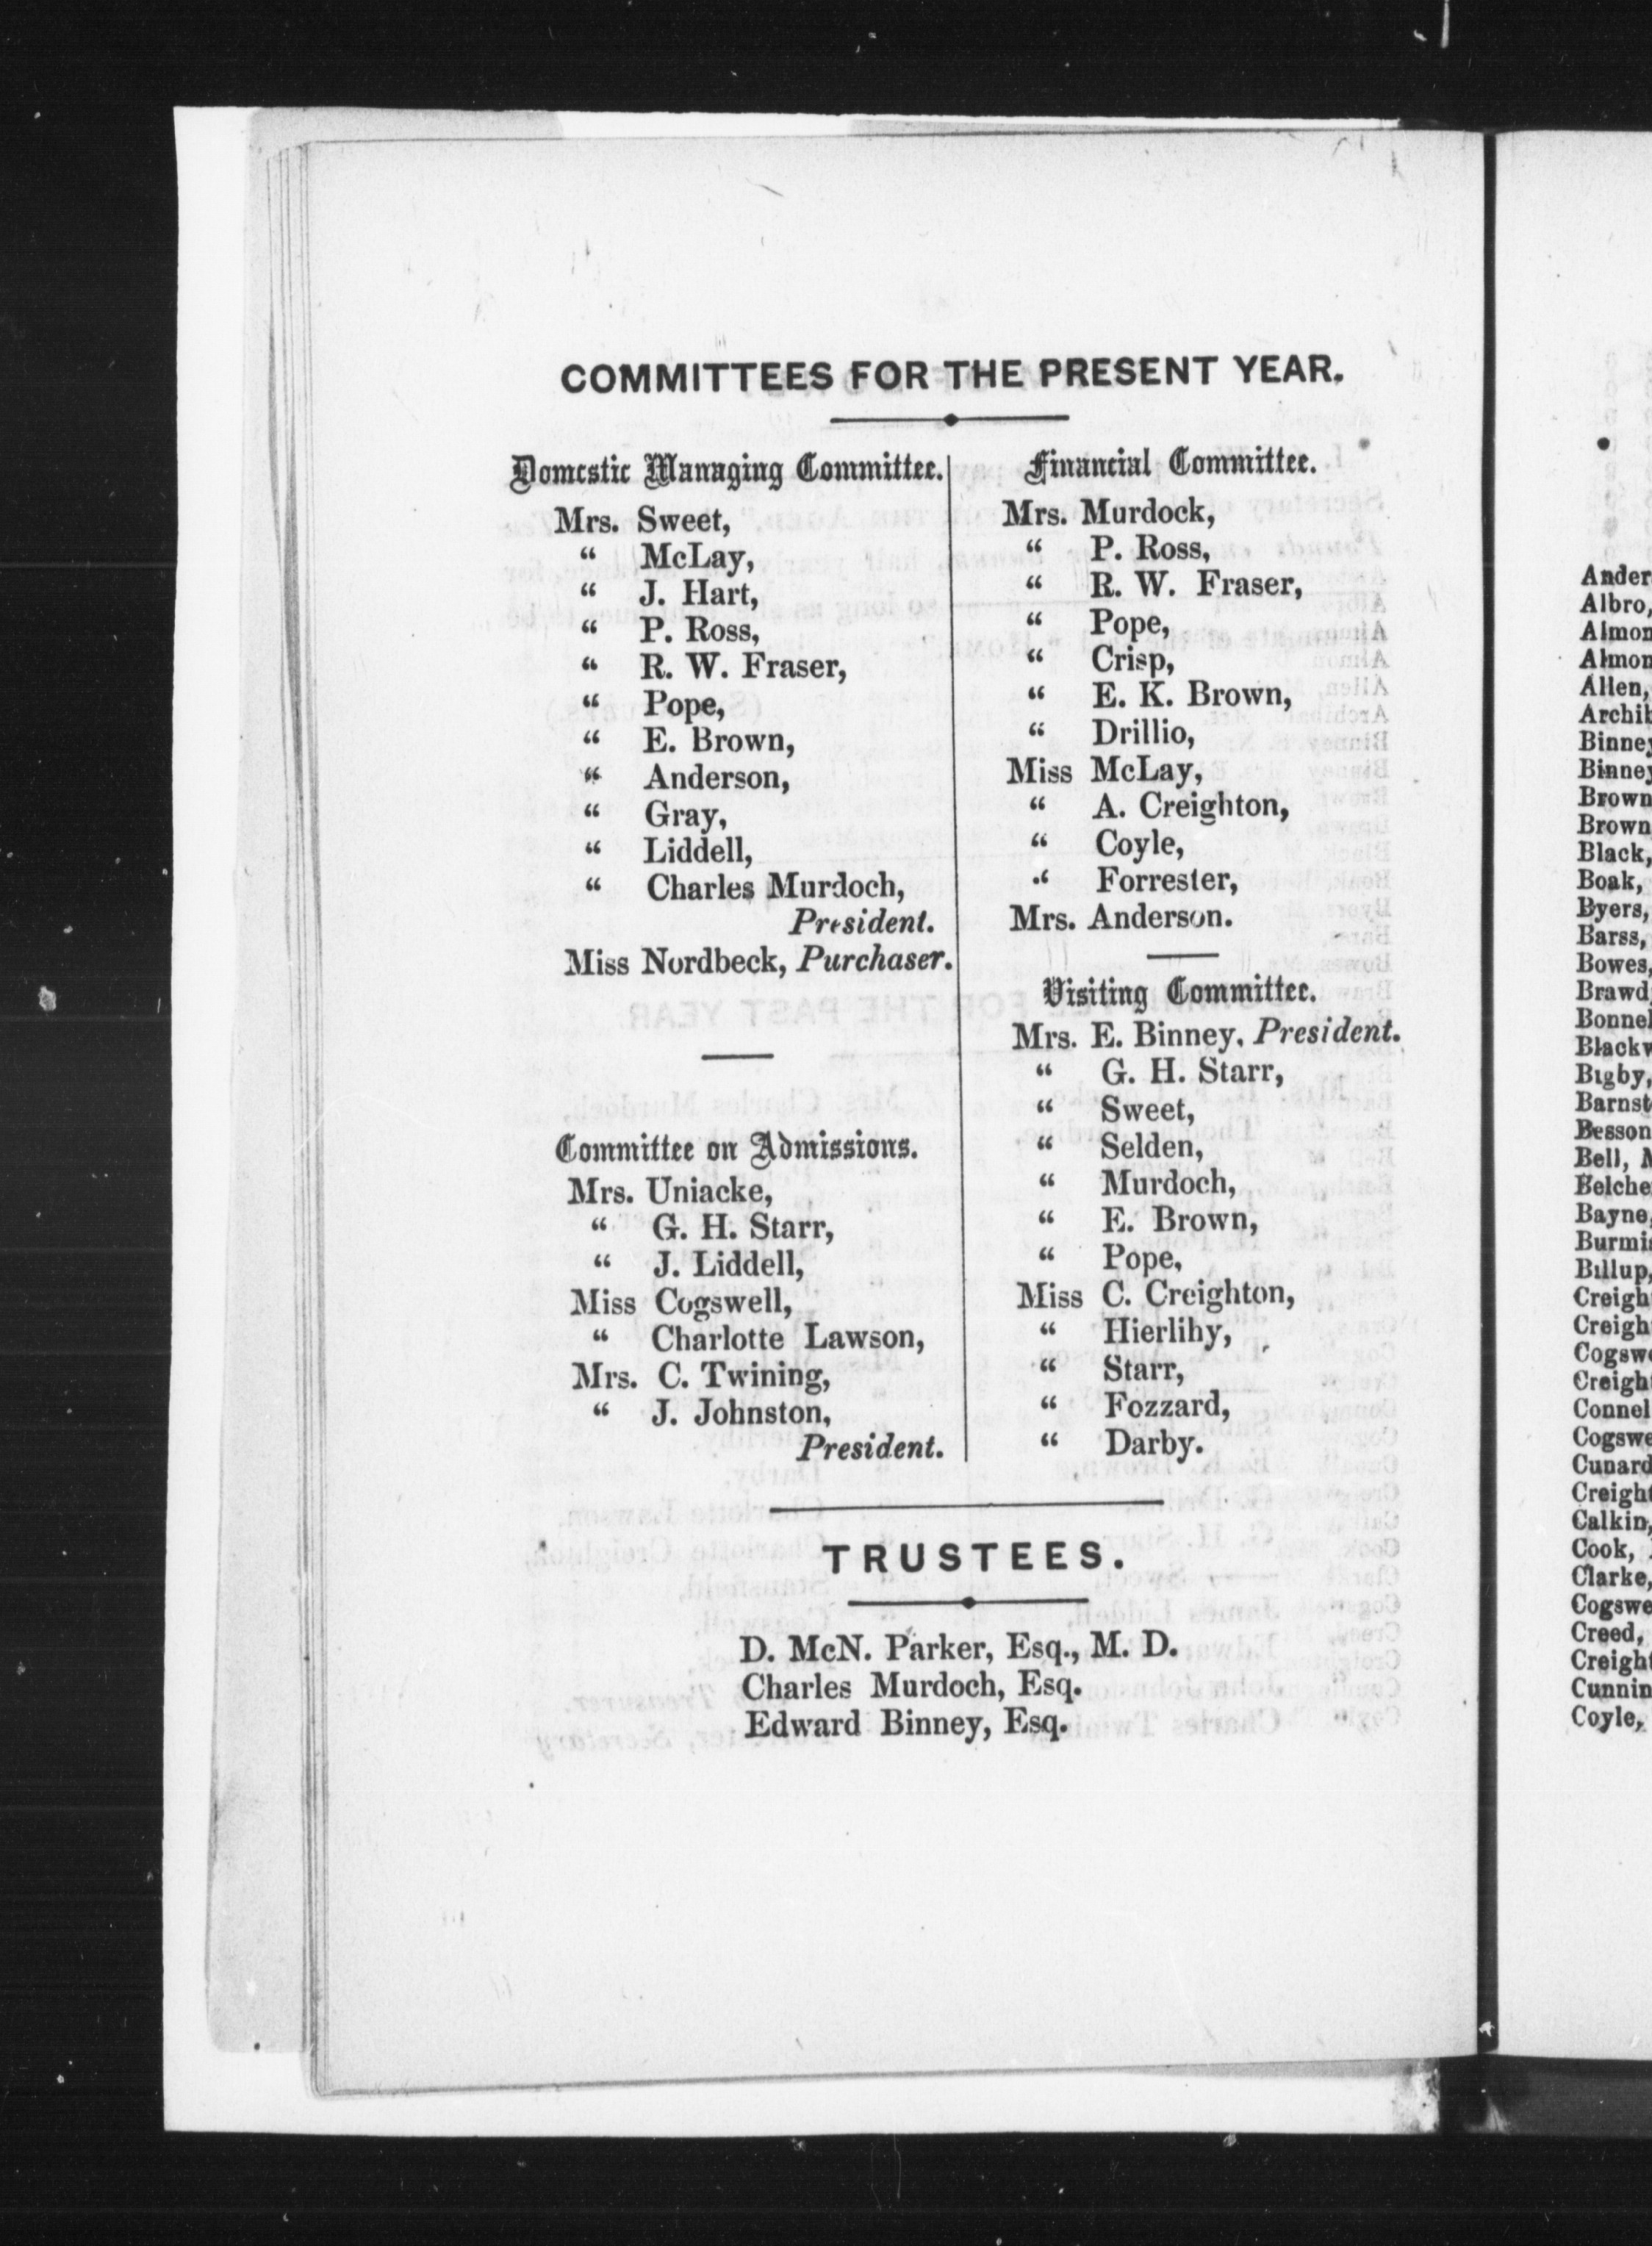 COMMITTEES FOR THE PRESENT YEAR.
Domestic Managing Committee.
Mrs. Sweet,
“ McLay,
“ J. Hart,
“ P. Ross,
“ R. W. Fraser,
“ Pope,
“ E. Brown,
“ Anderson,
“ Gray,
“ Liddell,
“ Charles Murdoch,
President.
Miss Nordbeck, Purchaser.
Committee on Admissions.
Mrs. Uniacke,
“ G. H. Starr,
“ J. Liddell,
Miss Cogswell,
“ Charlotte Lawson,
Mrs. C. Twining,
“ J. Johnston,
President.
Financial Committee.
Mrs. Murdock,
“ P. Ross,
“ R. W. Fraser,
“ Pope,
“ Crisp,
“ E. K. Brown,
“ Drillio,
Miss McLay,
“ A. Creighton,
“ Coyle,
“ Forrester,
Mrs. Anderson.
Visiting Committee.
Mrs. E. Binney, President.
“ G. H. Starr,
“ Sweet,
“ Selden,
“ Murdoch,
“ E. Brown,
“ Pope,
Miss C. Creighton,
“ Hierlihy,
“ Starr,
“ Fozzard,
“ Darby.
TRUSTEES.
D. McN. Parker, Esq., M. D.
Charles Murdoch, Esq.
Edward Binney, Esq.
Ander
Albro,
Almon
Almon
Allen,
Archib
Binney
Binney
Brown
Brown
Black,
Boak,
Byers,
Barss,
Bowes,
Brawd
Bonnel
Blackw
Bigby,
Barnst
Besson
Bell, M
Belche
Bayne,
Burmis
Billup,
Creigh
Creigh
Cogswe
Creigh
Connel
Cogswe
Cunard
Creight
Calkin,
Cook,
Clarke,
Cogswe
Creed,
Creight
Cunnin
Coyle,